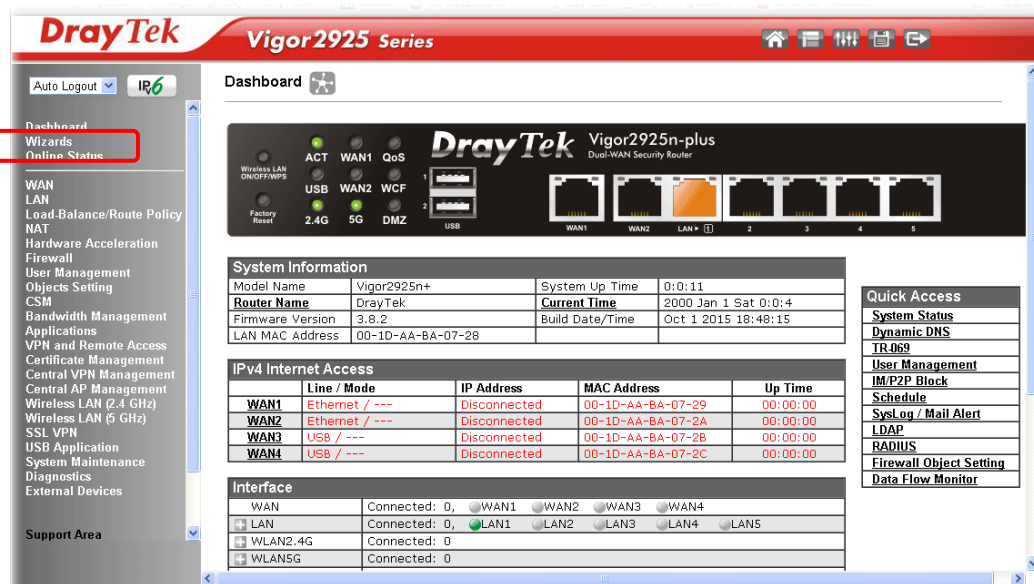 DrayTek
Vigor2925 Series
Auto Logout
IPv6
Dashboard
Wizards
Online Status
WAN
LAN
Load-Balance/Route Policy
NAT
Hardware Acceleration
Firewall
User Management
Objects Setting
CSM
Bandwidth Management
Applications
VPN and Remote Access
Certificate Management
Central VPN Management
Central AP Management
Wireless LAN (2.4 GHz)
Wireless LAN (5 GHz)
SSL VPN
USB Application
System Maintenance
Diagnostics
External Devices
Support Area
Dashboard
DrayTek Vigor2925n-plus
Dual-WAN Security Router
Wireless LAN
ON/OFF/WPS
Factory
Reset
ACT WAN1 QoS
USB WAN2 WCF
2.4G 5G DMZ
1
2
USB
WAN1 WAN2 LAN 1 2 3 4 5
System Information
Model Name Vigor2925n+ System Up Time 0:0:11
Router Name DrayTek Current Time 2000 Jan 1 Sat 0:0:4
Firmware Version 3.8.2 Build Date/Time Oct 1 2015 18:48:15
LAN MAC Address 00-1D-AA-BA-07-28
IPv4 Internet Access
Line / Mode IP Address MAC Address Up Time
WAN1 Ethernet / --- Disconnected 00-1D-AA-BA-07-29 00:00:00
WAN2 Ethernet / --- Disconnected 00-1D-AA-BA-07-2A 00:00:00
WAN3 USB / --- Disconnected 00-1D-AA-BA-07-2B 00:00:00
WAN4 USB / --- Disconnected 00-1D-AA-BA-07-2C 00:00:00
Interface
WAN Connected: 0, WAN1 WAN2 WAN3 WAN4
LAN Connected: 0, LAN1 LAN2 LAN3 LAN4 LAN5
WLAN2.4G Connected: 0
WLAN5G Connected: 0
Quick Access
System Status
Dynamic DNS
TR-069
User Management
IM/P2P Block
Schedule
SysLog / Mail Alert
LDAP
RADIUS
Firewall Object Setting
Data Flow Monitor